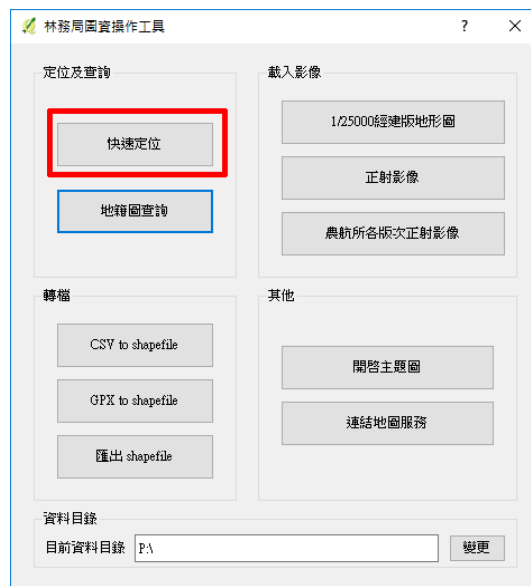 林務局圖資操作工具
?
定位及查詢
快速定位
地籍圖查詢
載入影像
1/25000經建版地形圖
正射影像
農航所各版次正射影像
轉檔
CSV to shapefile
GPX to shapefile
匯出 shapefile
其他
開啓主題圖
連結地圖服務
資料目錄
目前資料目錄 P:\ 變更